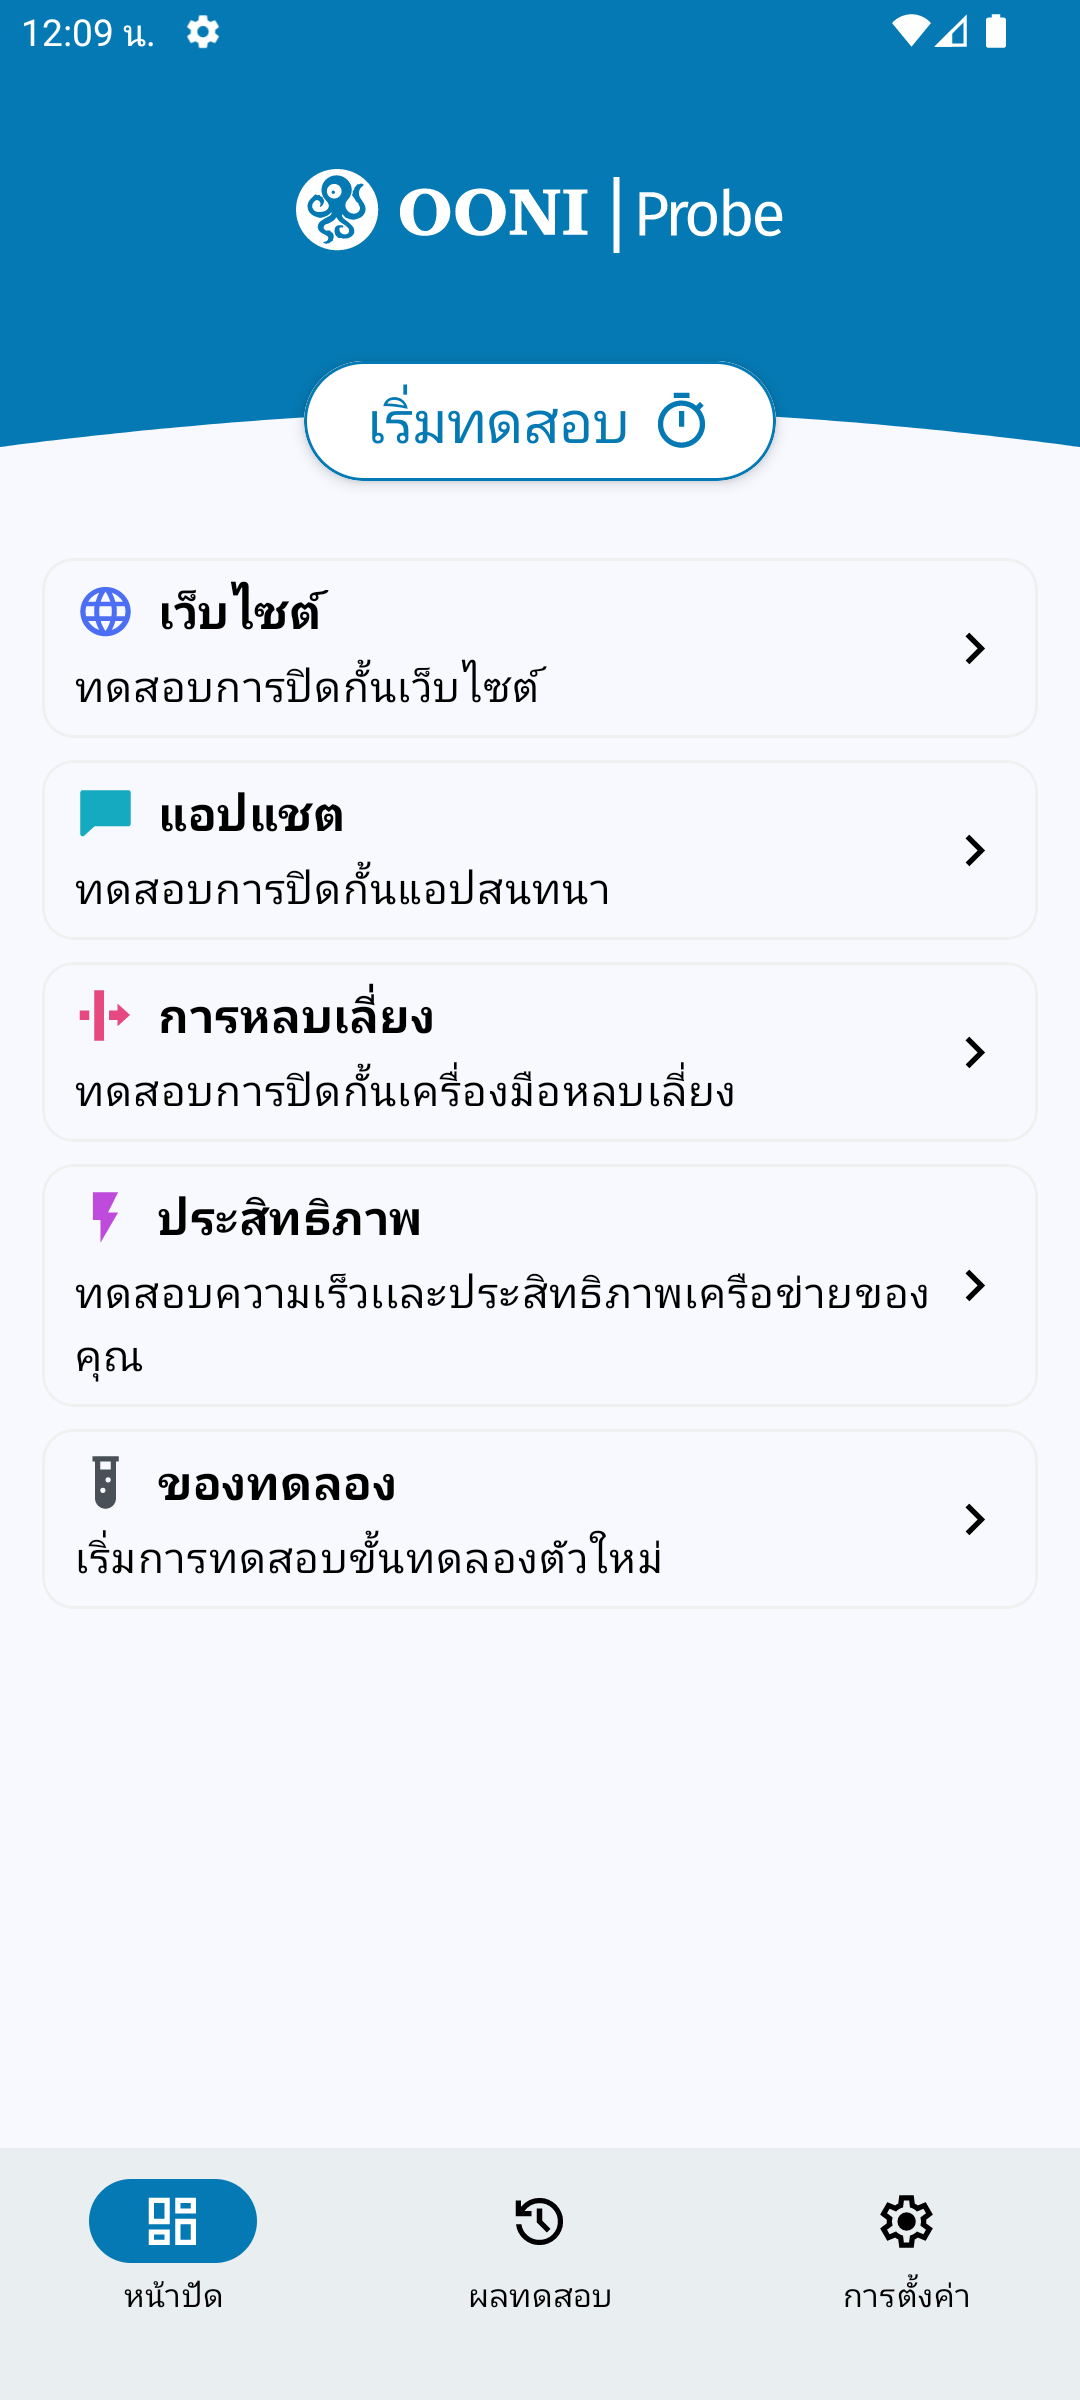 12:09 น.
OONI | Probe
เริ่มทดสอบ
เว็บไซต์
ทดสอบการปิดกั้นเว็บไซต์
แอปแชต
ทดสอบการปิดกั้นแอปสนทนา
การหลบเลี่ยง
ทดสอบการปิดกั้นเครื่องมือหลบเลี่ยง
ประสิทธิภาพ
ทดสอบความเร็วและประสิทธิภาพเครือข่ายของ
คุณ
ของทดลอง
เริ่มการทดสอบขั้นทดลองตัวใหม่
หน้าปัด
ผลทดสอบ
การตั้งค่า